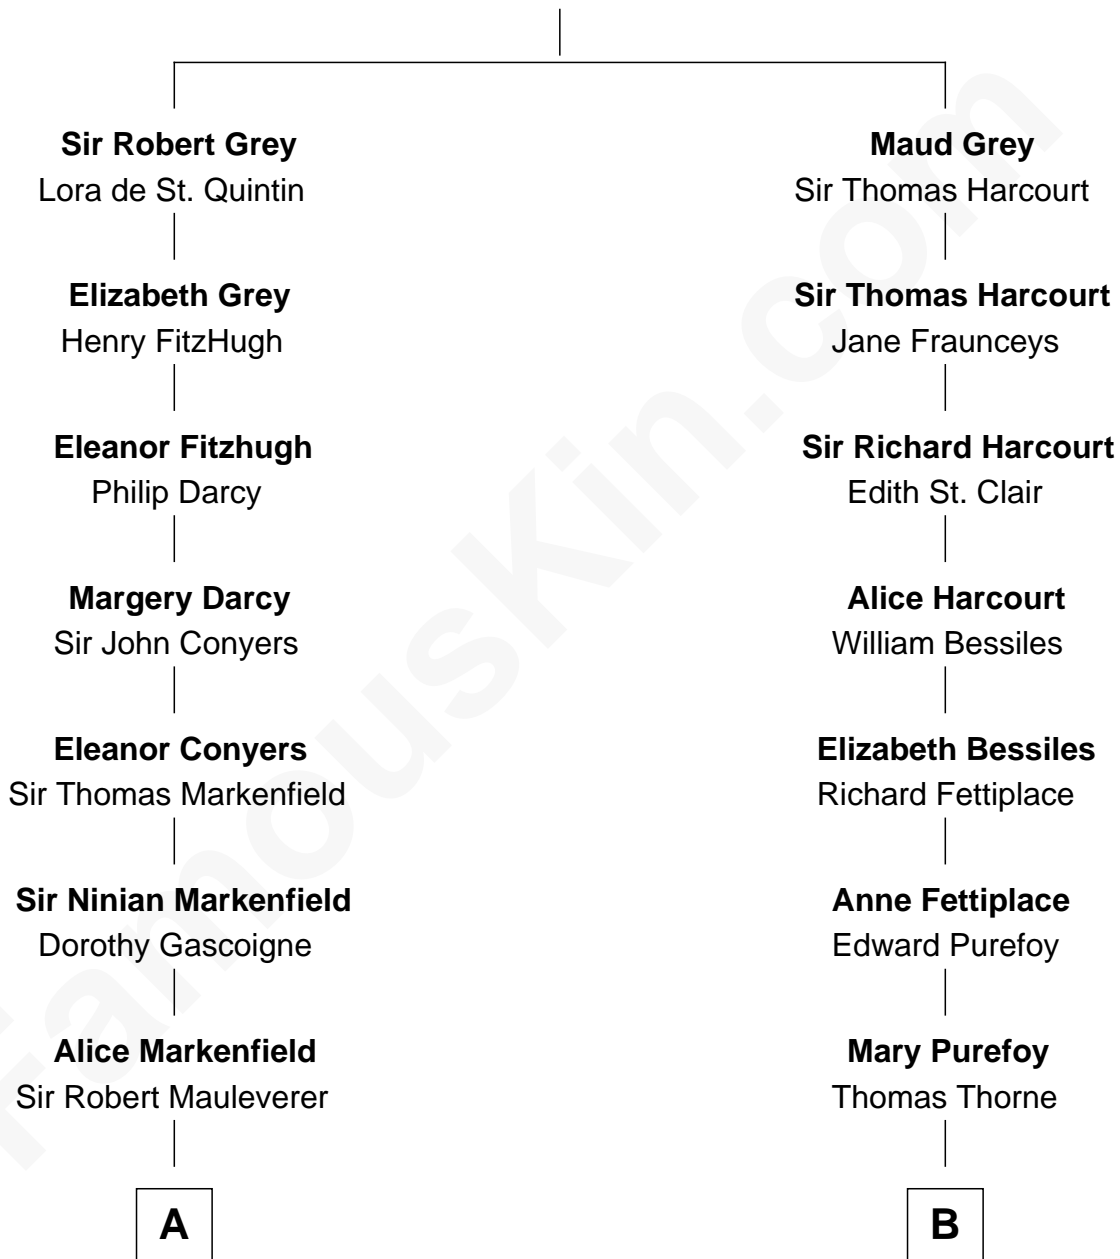 Sir Robert Grey
Lora de St. Quintin
Elizabeth Grey
Henry FitzHugh
Eleanor Fitzhugh
Philip Darcy
Margery Darcy
Sir John Conyers
Eleanor Conyers
Sir Thomas Markenfield
Sir Ninian Markenfield
Dorothy Gascoigne
Alice Markenfield
Sir Robert Mauleverer
A
Maud Grey
Sir Thomas Harcourt
Sir Thomas Harcourt
Jane Fraunceys
Sir Richard Harcourt
Edith St. Clair
Alice Harcourt
William Bessiles
Elizabeth Bessiles
Richard Fettiplace
Anne Fettiplace
Edward Purefoy
Mary Purefoy
Thomas Thorne
B
FamousKin.com